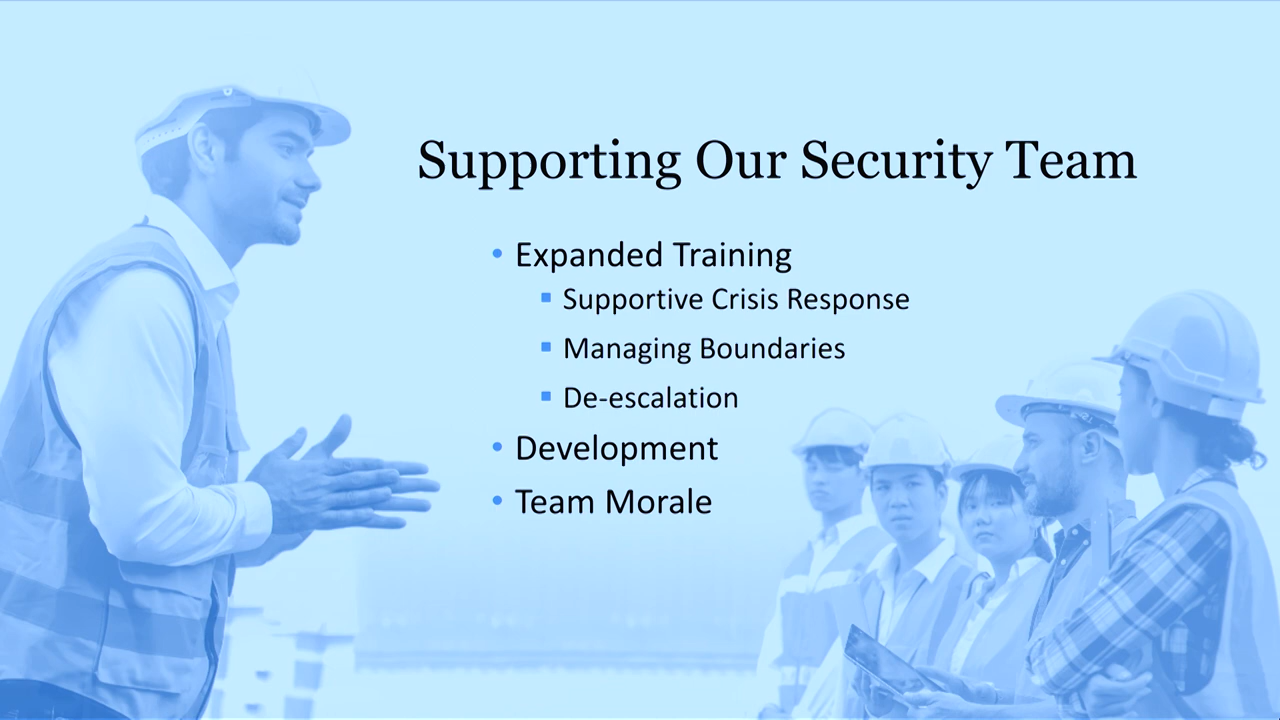 Supporting Our Security Team
• Expanded Training
▪ Supportive Crisis Response
▪ Managing Boundaries
▪ De-escalation
• Development
• Team Morale